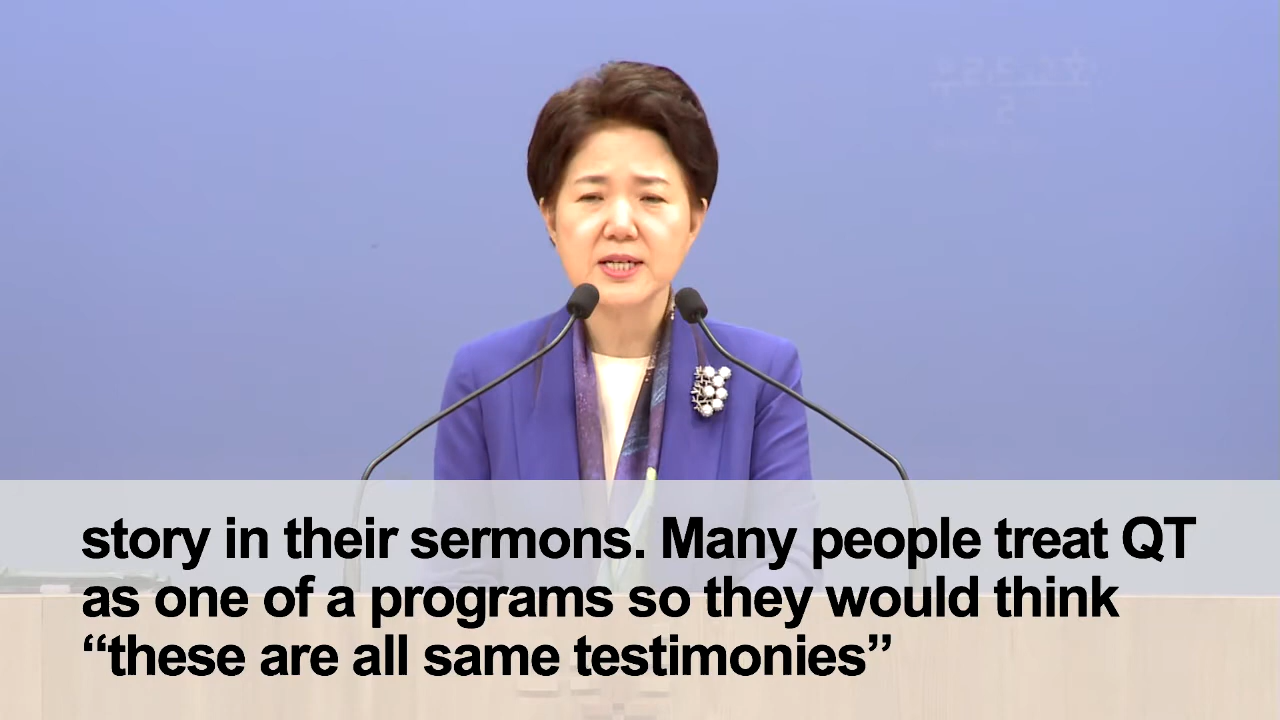 story in their sermons. Many people treat QT
as one of a programs so they would think
“these are all same testimonies”